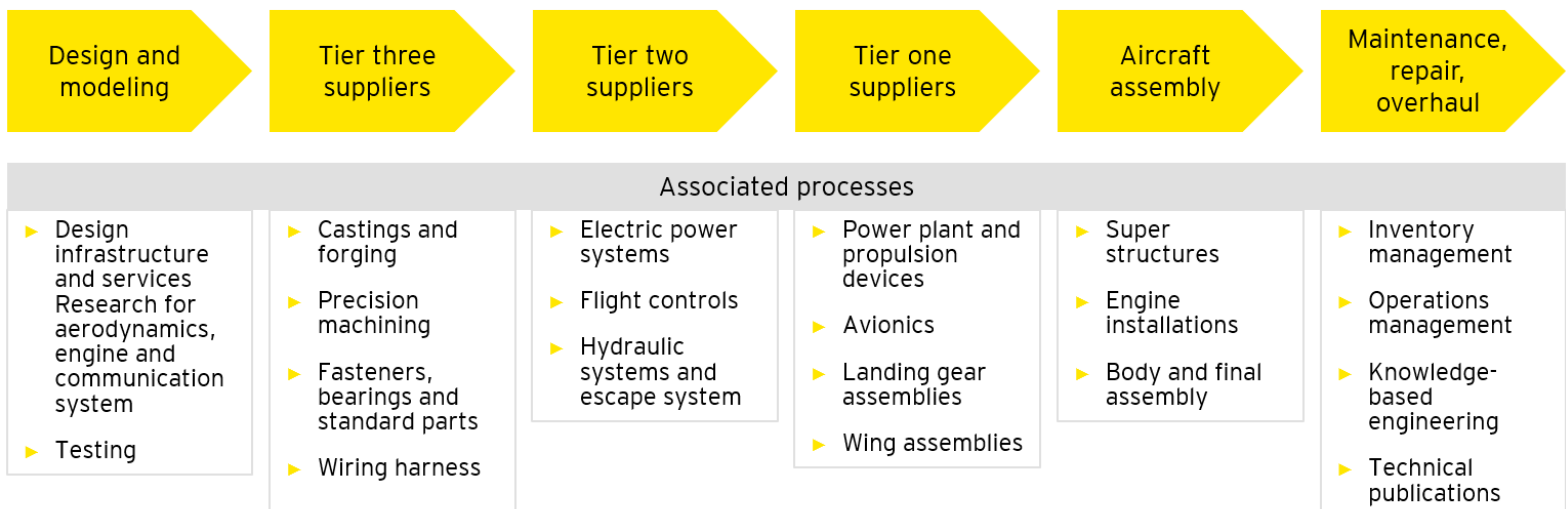 Design and
modeling
Tier three
suppliers
Tier two
suppliers
Tier one
suppliers
Aircraft
assembly
Maintenance,
repair,
overhaul
Associated processes
► Design
infrastructure
and services
Research for
aerodynamics,
engine and
communication
system
► Testing
► Castings and
forging
► Precision
machining
► Fasteners,
bearings and
standard parts
► Wiring harness
► Electric power
systems
► Flight controls
► Hydraulic
systems and
escape system
► Power plant and
propulsion
devices
► Avionics
► Landing gear
assemblies
► Wing assemblies
► Super
structures
► Engine
installations
► Body and final
assembly
► Inventory
management
► Operations
management
► Knowledge-
based
engineering
► Technical
publications